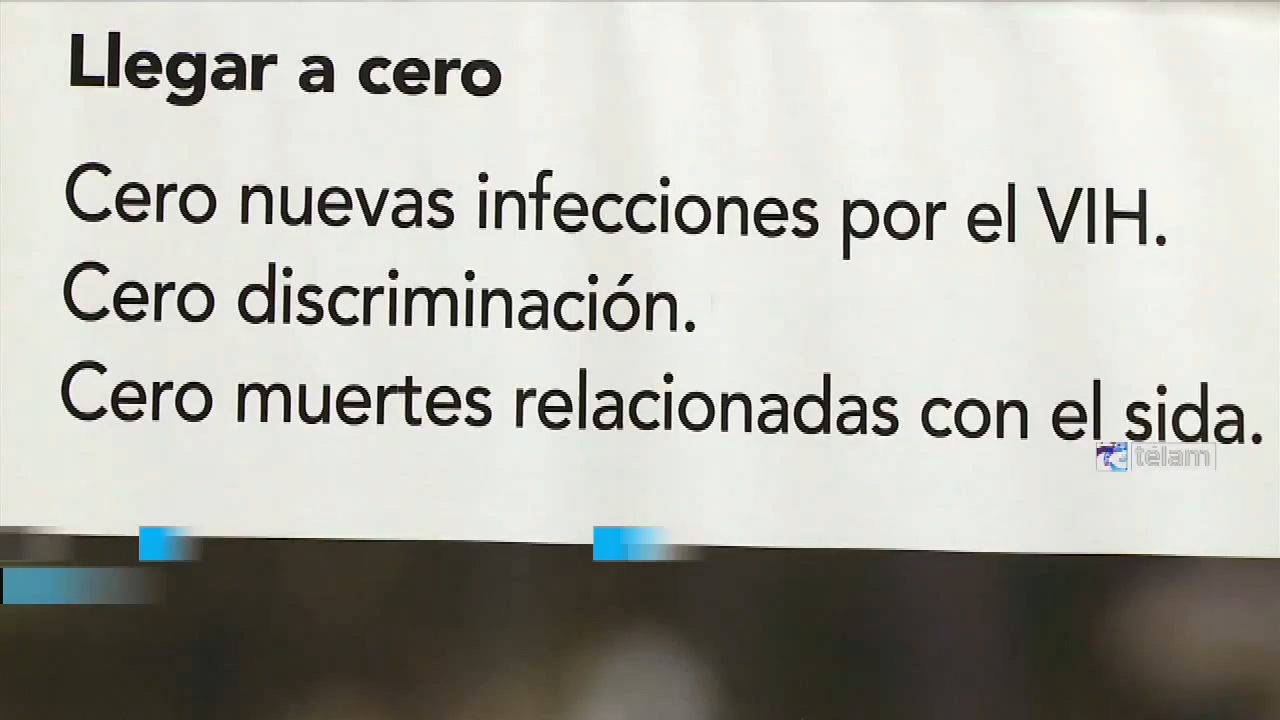 Llegar a cero
Cero nuevas infecciones por el VIH.
Cero discriminación.
Cero muertes relacionadas con el sida.
télam